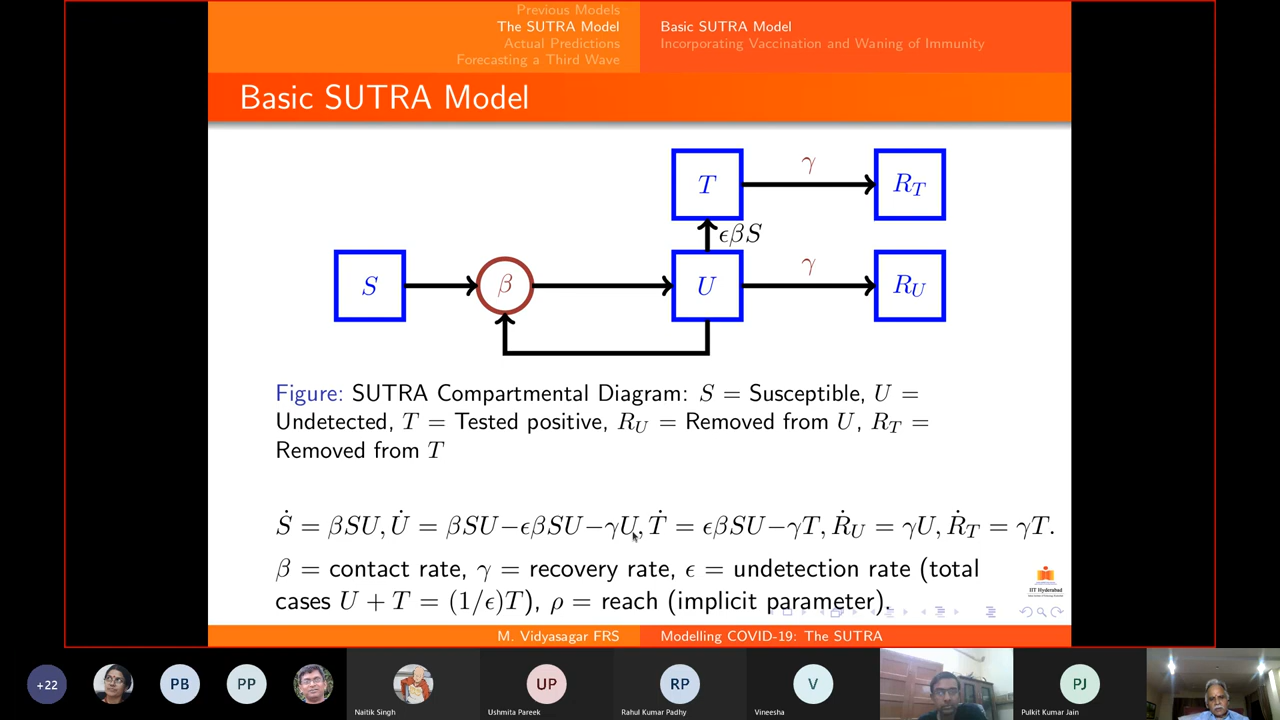 Previous Models
The SUTRA Model
Actual Predictions
Forecasting a Third Wave
Basic SUTRA Model
Incorporating Vaccination and Waning of Immunity
Basic SUTRA Model
T
γ
R_T
ϵβS
S
β
U
γ
R_U
Figure: SUTRA Compartmental Diagram: S = Susceptible, U =
Undetected, T = Tested positive, R_U = Removed from U, R_T =
Removed from T
Ṡ = βSU, U̇ = βSU−ϵβSU−γU, Ṫ = ϵβSU−γT, Ṙ_U = γU, Ṙ_T = γT.
β = contact rate, γ = recovery rate, ϵ = undetection rate (total
cases U + T = (1/ϵ)T), ρ = reach (implicit parameter).
IIT Hyderabad
M. Vidyasagar FRS
Modelling COVID-19: The SUTRA
+22
PB
PP
Naitik Singh
UP
Ushmita Pareek
RP
Rahul Kumar Padhy
V
Vineesha
PJ
Pulkit Kumar Jain